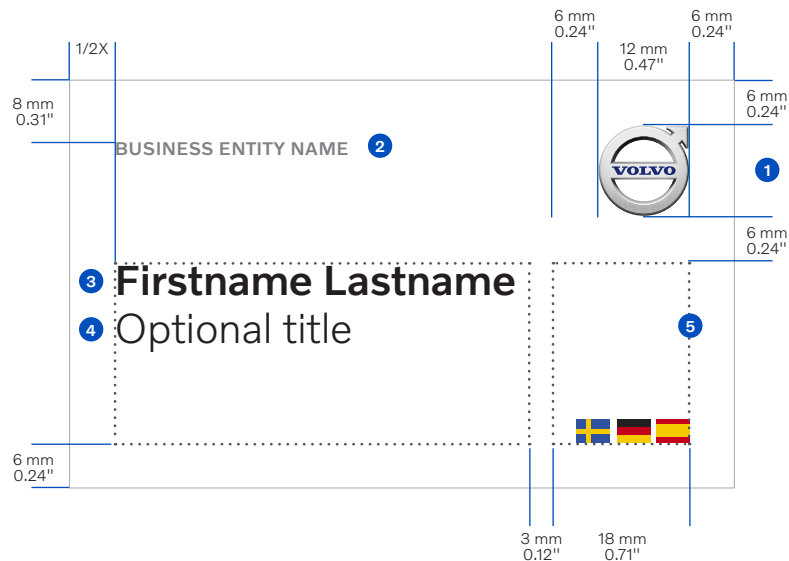 6 mm
0.24"
6 mm
0.24"
1/2X
12 mm
0.47"
8 mm
0.31"
6 mm
0.24"
BUSINESS ENTITY NAME
2
VOLVO
1
6 mm
0.24"
3
Firstname Lastname
4
Optional title
5
6 mm
0.24"
3 mm
0.12"
18 mm
0.71"